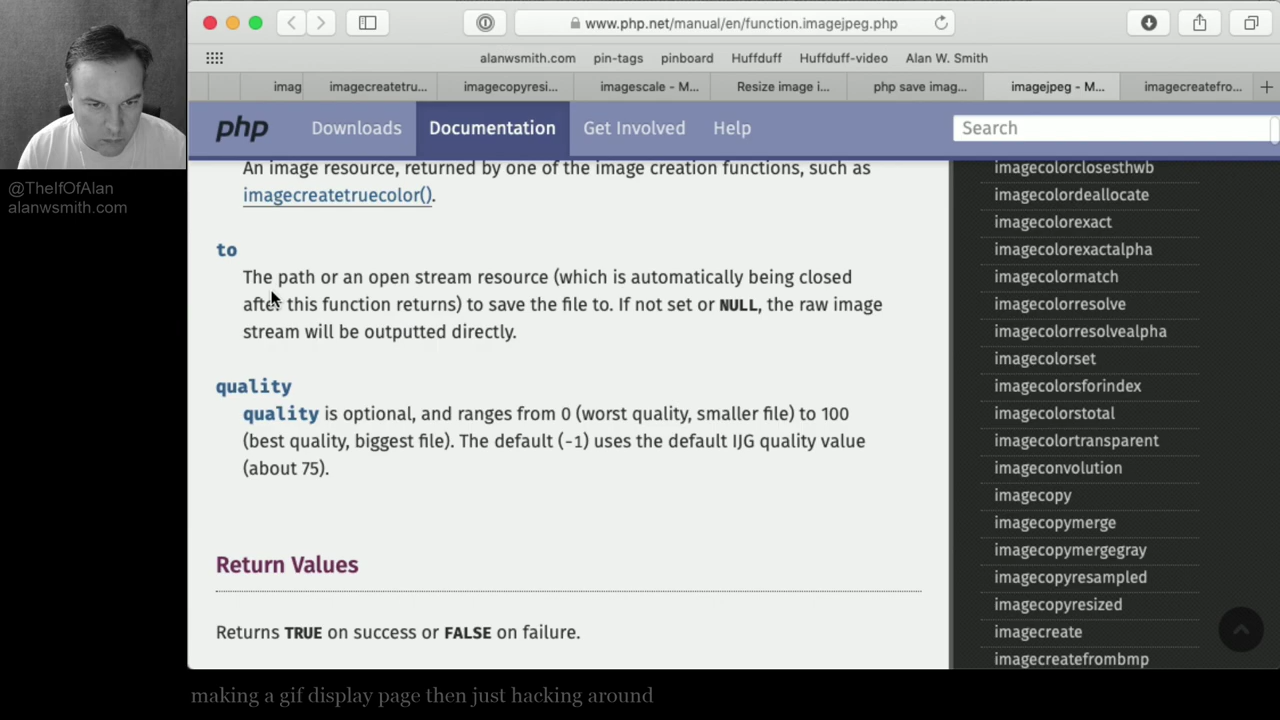 www.php.net/manual/en/function.imagejpeg.php
alanwsmith.com pin-tags pinboard Huffduff Huffduff-video Alan W. Smith
imag imagecreatetru... imagecopyresi... imagescale - M... Resize image i... php save imag... imagejpeg - M... imagecreatefro...
php Downloads Documentation Get Involved Help Search
@TheIfOfAlan
alanwsmith.com
An image resource, returned by one of the image creation functions, such as
imagecreatetruecolor().
to
The path or an open stream resource (which is automatically being closed
after this function returns) to save the file to. If not set or NULL, the raw image
stream will be outputted directly.
quality
quality is optional, and ranges from 0 (worst quality, smaller file) to 100
(best quality, biggest file). The default (-1) uses the default IJG quality value
(about 75).
Return Values
Returns TRUE on success or FALSE on failure.
imagecolorclosesthwb
imagecolordeallocate
imagecolorexact
imagecolorexactalpha
imagecolormatch
imagecolorresolve
imagecolorresolvealpha
imagecolorset
imagecolorsforindex
imagecolorstotal
imagecolortransparent
imageconvolution
imagecopy
imagecopymerge
imagecopymergegray
imagecopyresampled
imagecopyresized
imagecreate
imagecreatefrombmp
making a gif display page then just hacking around